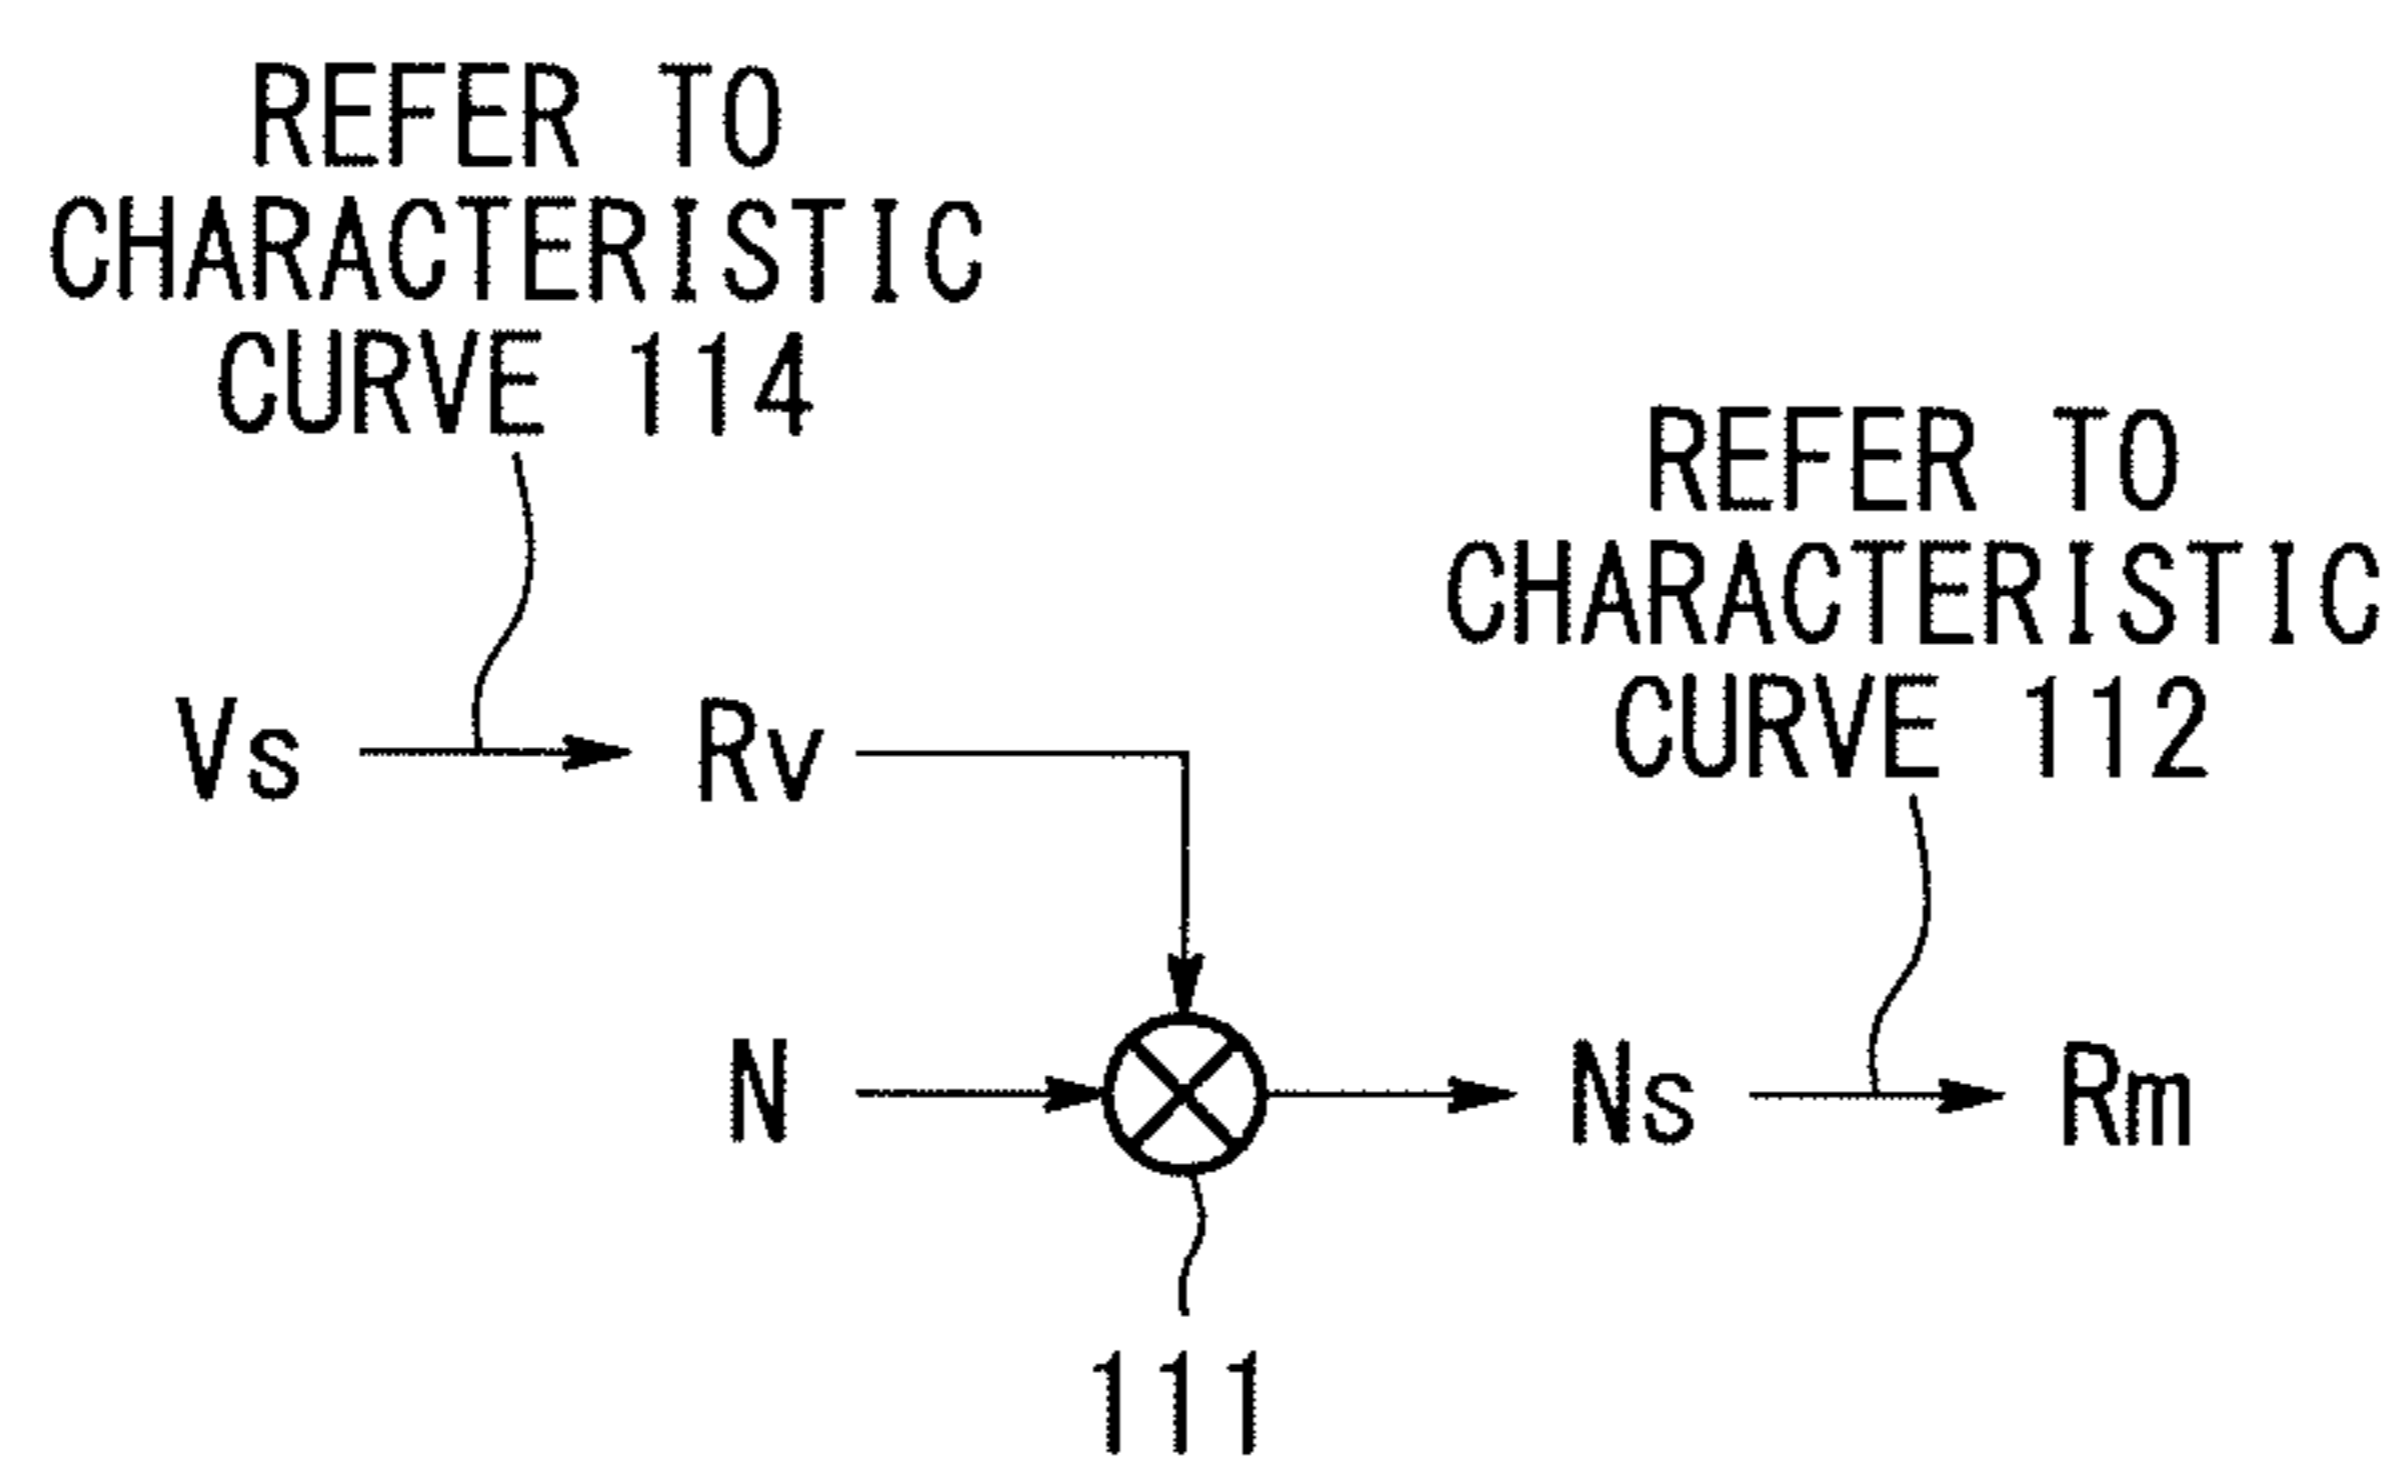 REFER TO
CHARACTERISTIC
CURVE 114
REFER TO
CHARACTERISTIC
CURVE 112
Vs
Rv
N
Ns
Rm
111